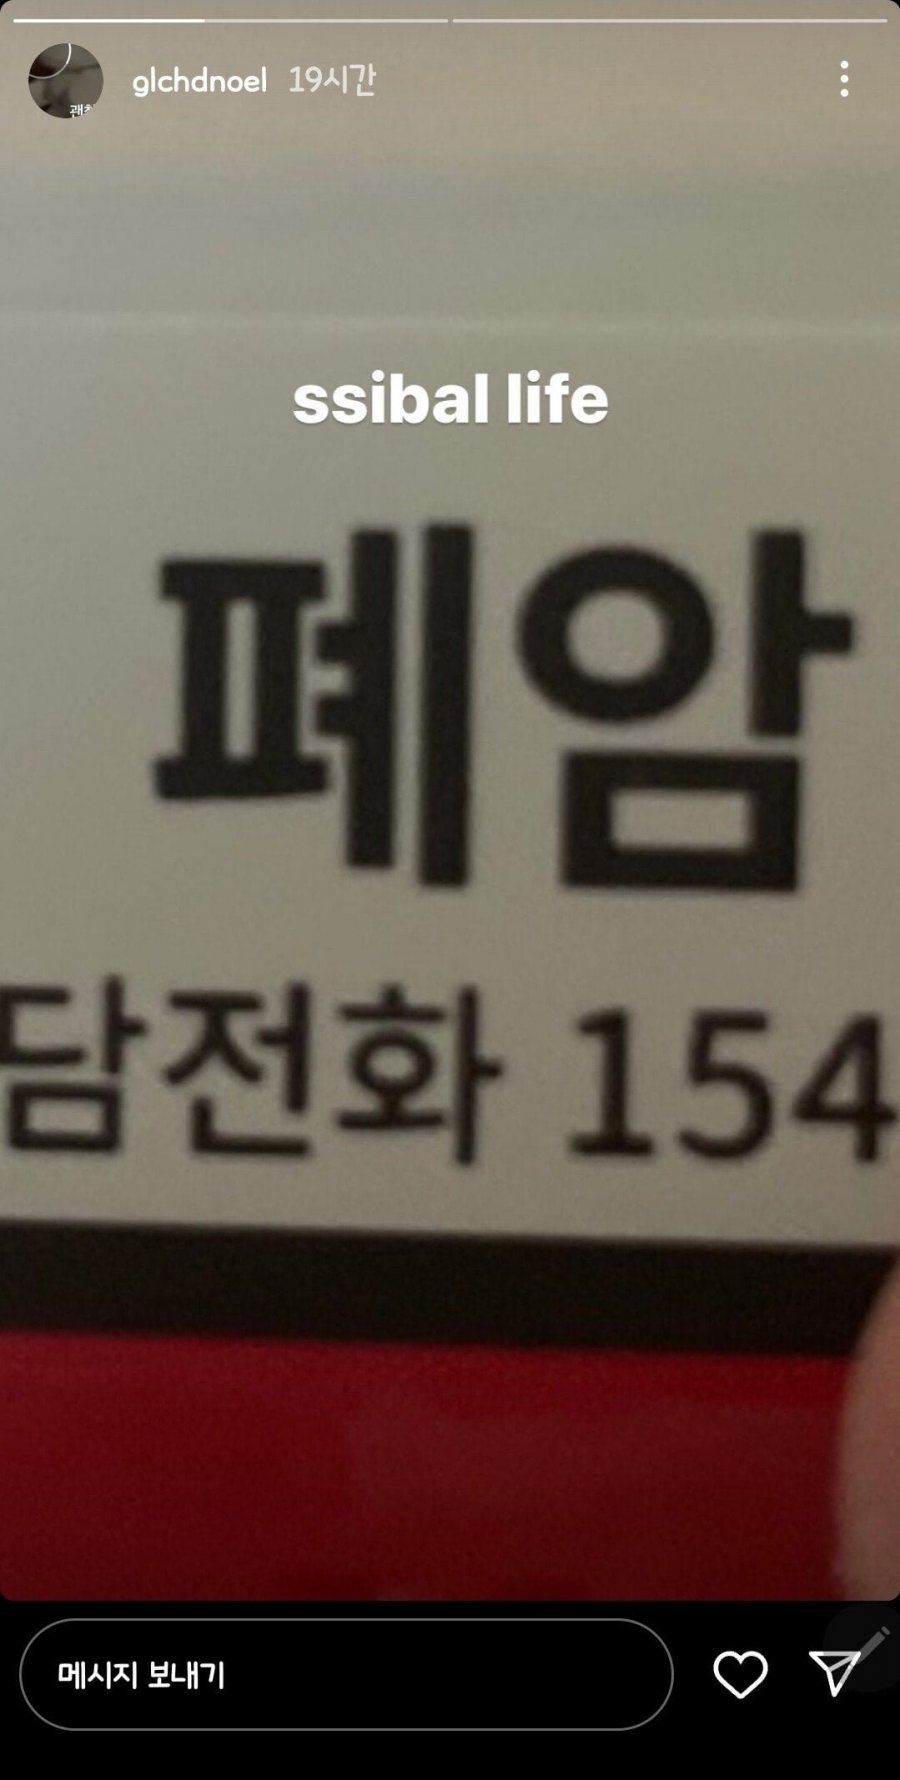 glchdnoel 19시간
ssibal life
폐암
담전화 154
메시지 보내기